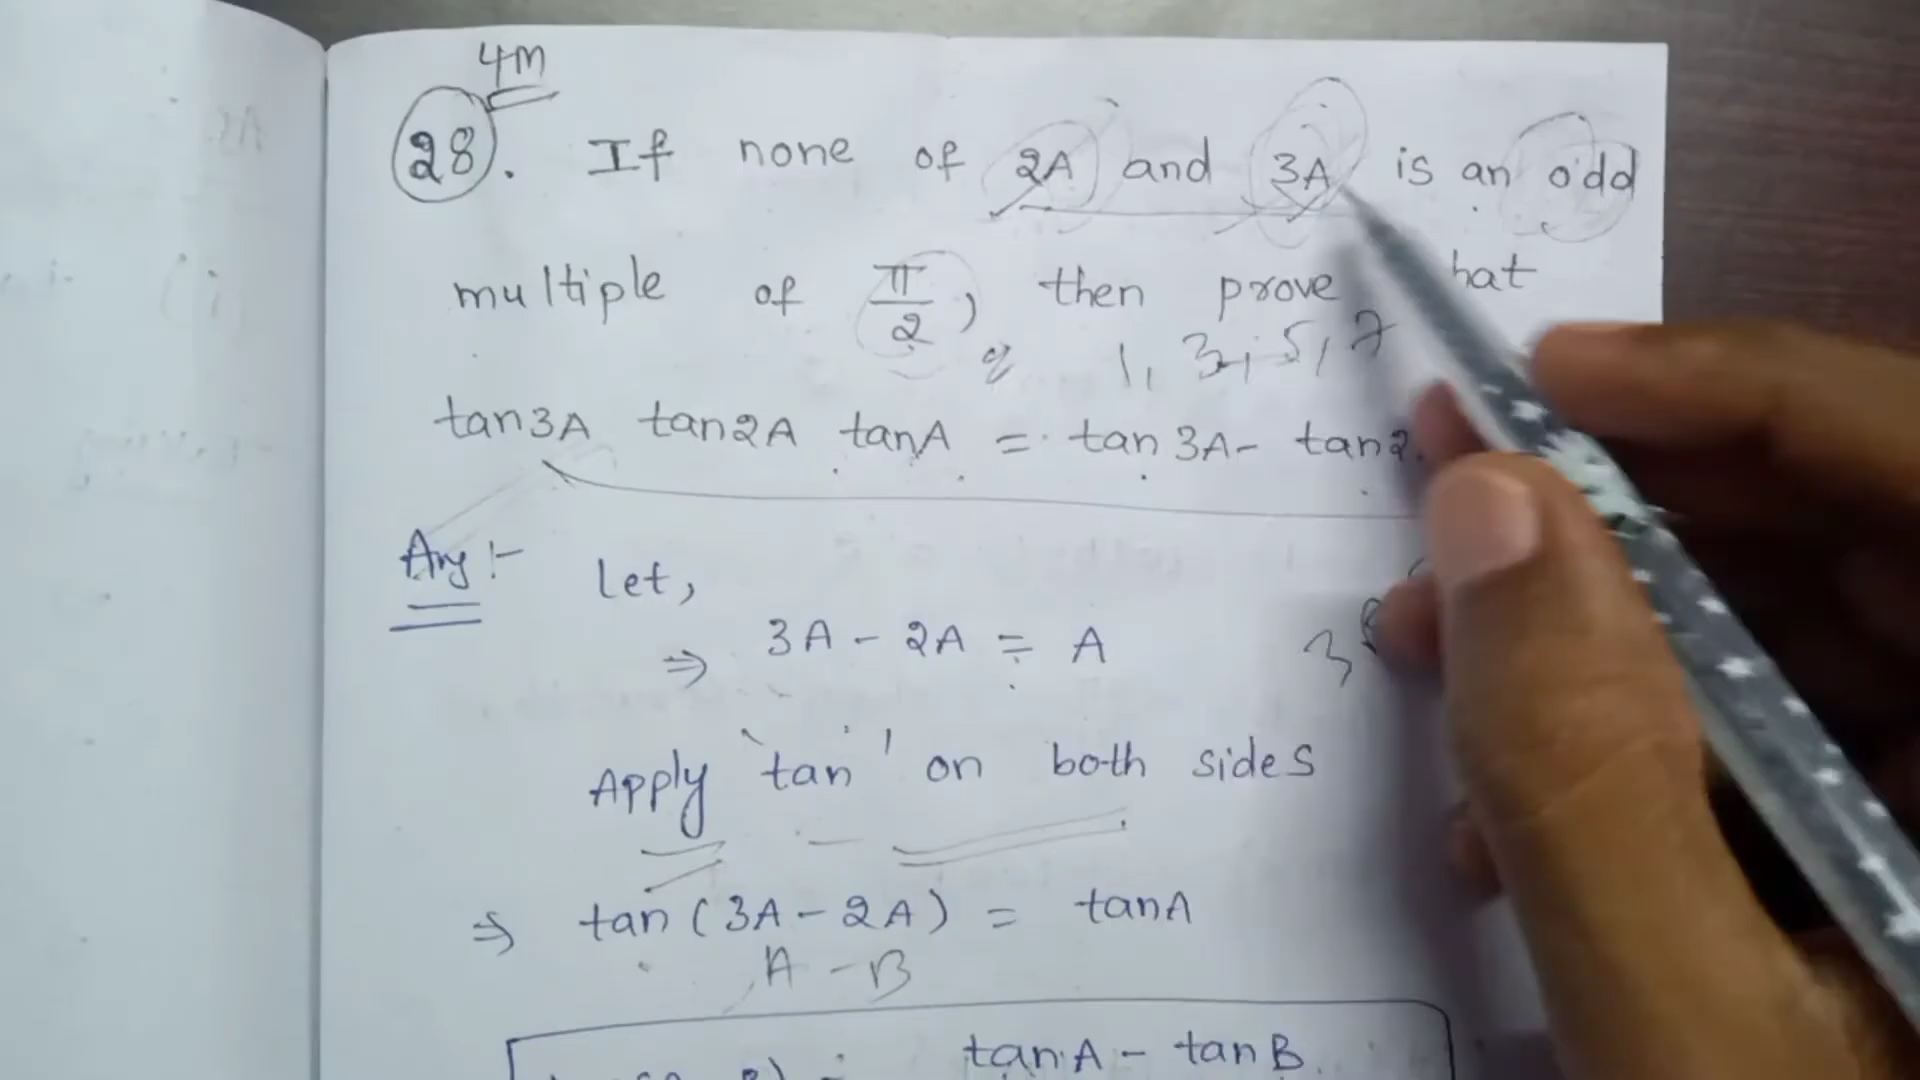 4m
28. If none of 2A and 3A is an odd
multiple of π/2, then prove hat
1, 3, 5, 7
tan3A tan2A tanA = tan3A - tan2
Ans :- Let,
⇒ 3A - 2A = A
3
Apply 'tan' on both sides
⇒ tan (3A - 2A) = tanA
A - B
tanA - tanB